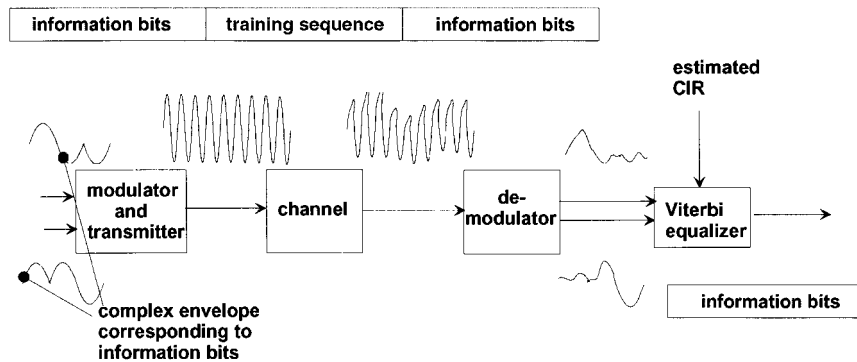 information bits
training sequence
information bits
estimated
CIR
modulator
and
transmitter
channel
de-
modulator
Viterbi
equalizer
complex envelope
corresponding to
information bits
information bits